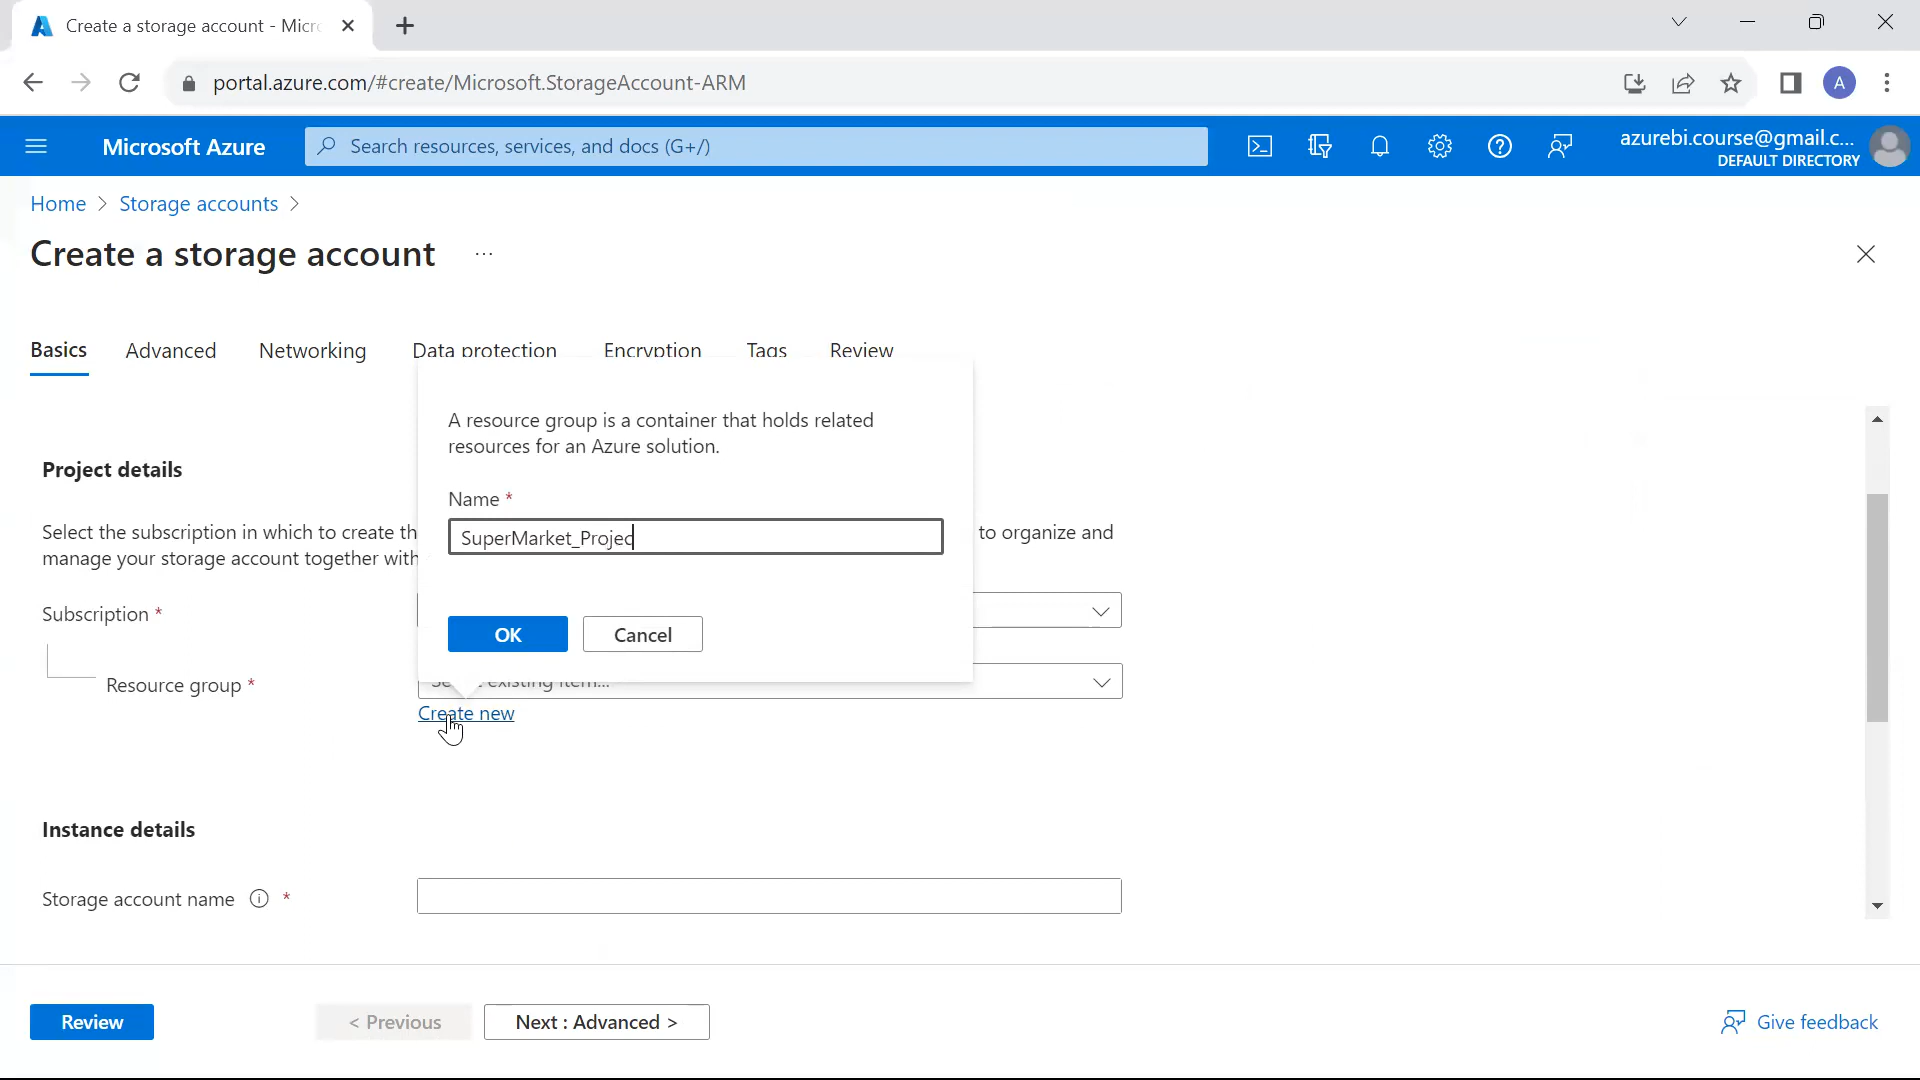 Create a storage account - Micr
portal.azure.com/#create/Microsoft.StorageAccount-ARM
A
Microsoft Azure
Search resources, services, and docs (G+/)
azurebi.course@gmail.c...
DEFAULT DIRECTORY
Home > Storage accounts >
Create a storage account ...
Basics Advanced Networking Data protection Encryption Tags Review
A resource group is a container that holds related
resources for an Azure solution.
Project details
Name *
SuperMarket_Projec
Select the subscription in which to create th to organize and
manage your storage account together with
Subscription *
OK Cancel
Resource group * existing item...
Create new
Instance details
Storage account name *
Review < Previous Next : Advanced > Give feedback